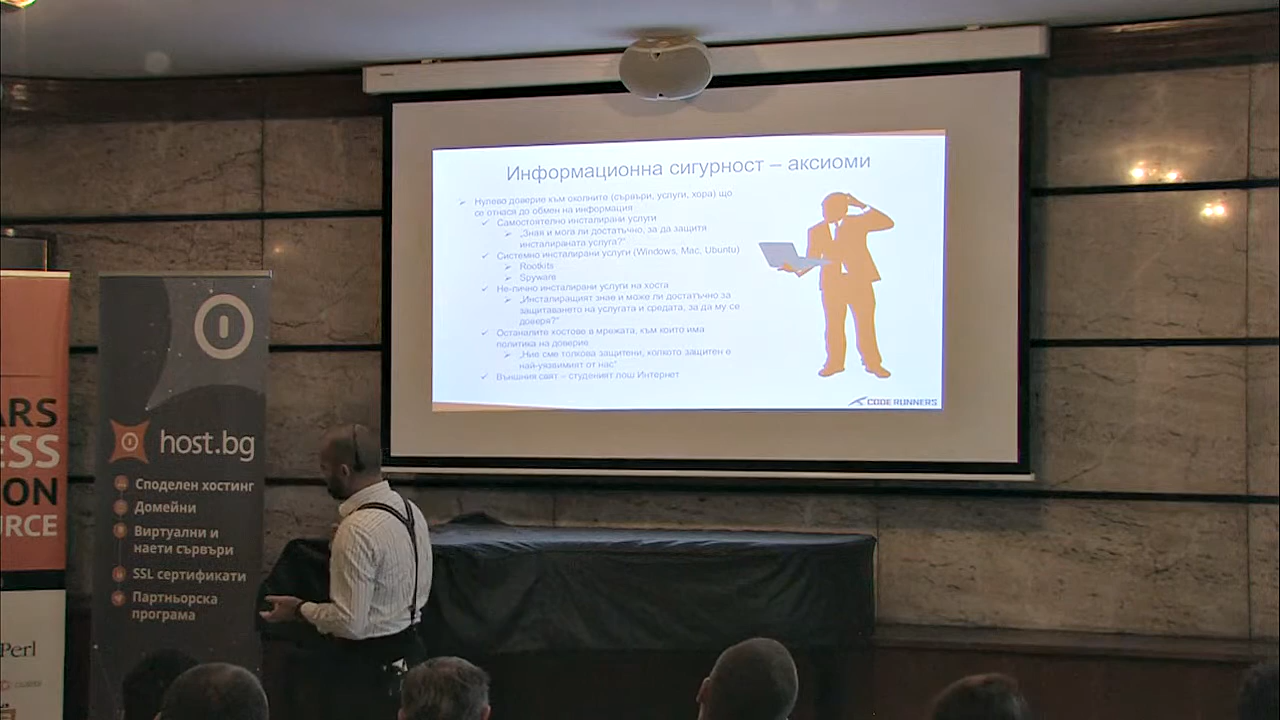 Информационна сигурност – аксиоми
Нулево доверие към околните (сървъри, услуги, хора) що
се отнася до обмен на информация
Самостоятелно инсталирани услуги
„Зная и мога ли достатъчно, за да защитя
инсталираната услуга?“
Системно инсталирани услуги (Windows, Mac, Ubuntu)
Rootkits
Spyware
Не-лично инсталирани услуги на хоста
„Инсталиращият знае и може ли достатъчно за
защитаването на услугата и средата, за да му се
доверя?“
Останалите хостове в мрежата, към които има
политика на доверие
„Ние сме толкова защитени, колкото защитен е
най-уязвимият от нас“
Външния свят – студеният лош Интернет
CODE RUNNERS
host.bg
Споделен хостинг
Домейни
Виртуални и
наети сървъри
SSL сертификати
Партньорска
програма
ARS
ESS
ON
URCE
Perl